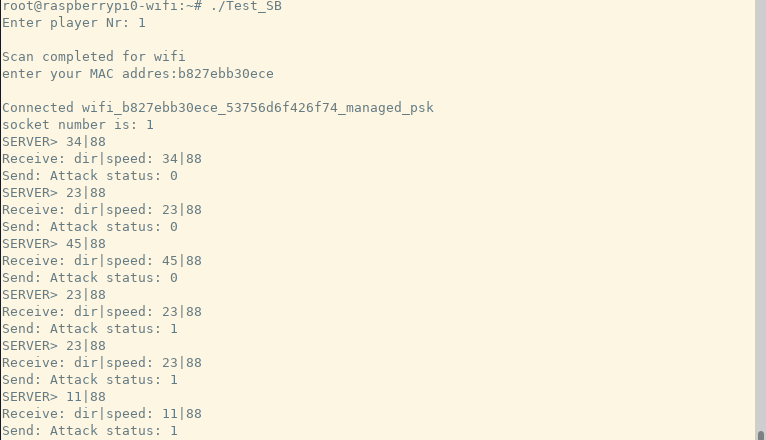 root@raspberrypi0-wifi:~# ./Test_SB
Enter player Nr: 1
Scan completed for wifi
enter your MAC addres:b827ebb30ece
Connected wifi_b827ebb30ece_53756d6f426f74_managed_psk
socket number is: 1
SERVER> 34|88
Receive: dir|speed: 34|88
Send: Attack status: 0
SERVER> 23|88
Receive: dir|speed: 23|88
Send: Attack status: 0
SERVER> 45|88
Receive: dir|speed: 45|88
Send: Attack status: 0
SERVER> 23|88
Receive: dir|speed: 23|88
Send: Attack status: 1
SERVER> 23|88
Receive: dir|speed: 23|88
Send: Attack status: 1
SERVER> 11|88
Receive: dir|speed: 11|88
Send: Attack status: 1